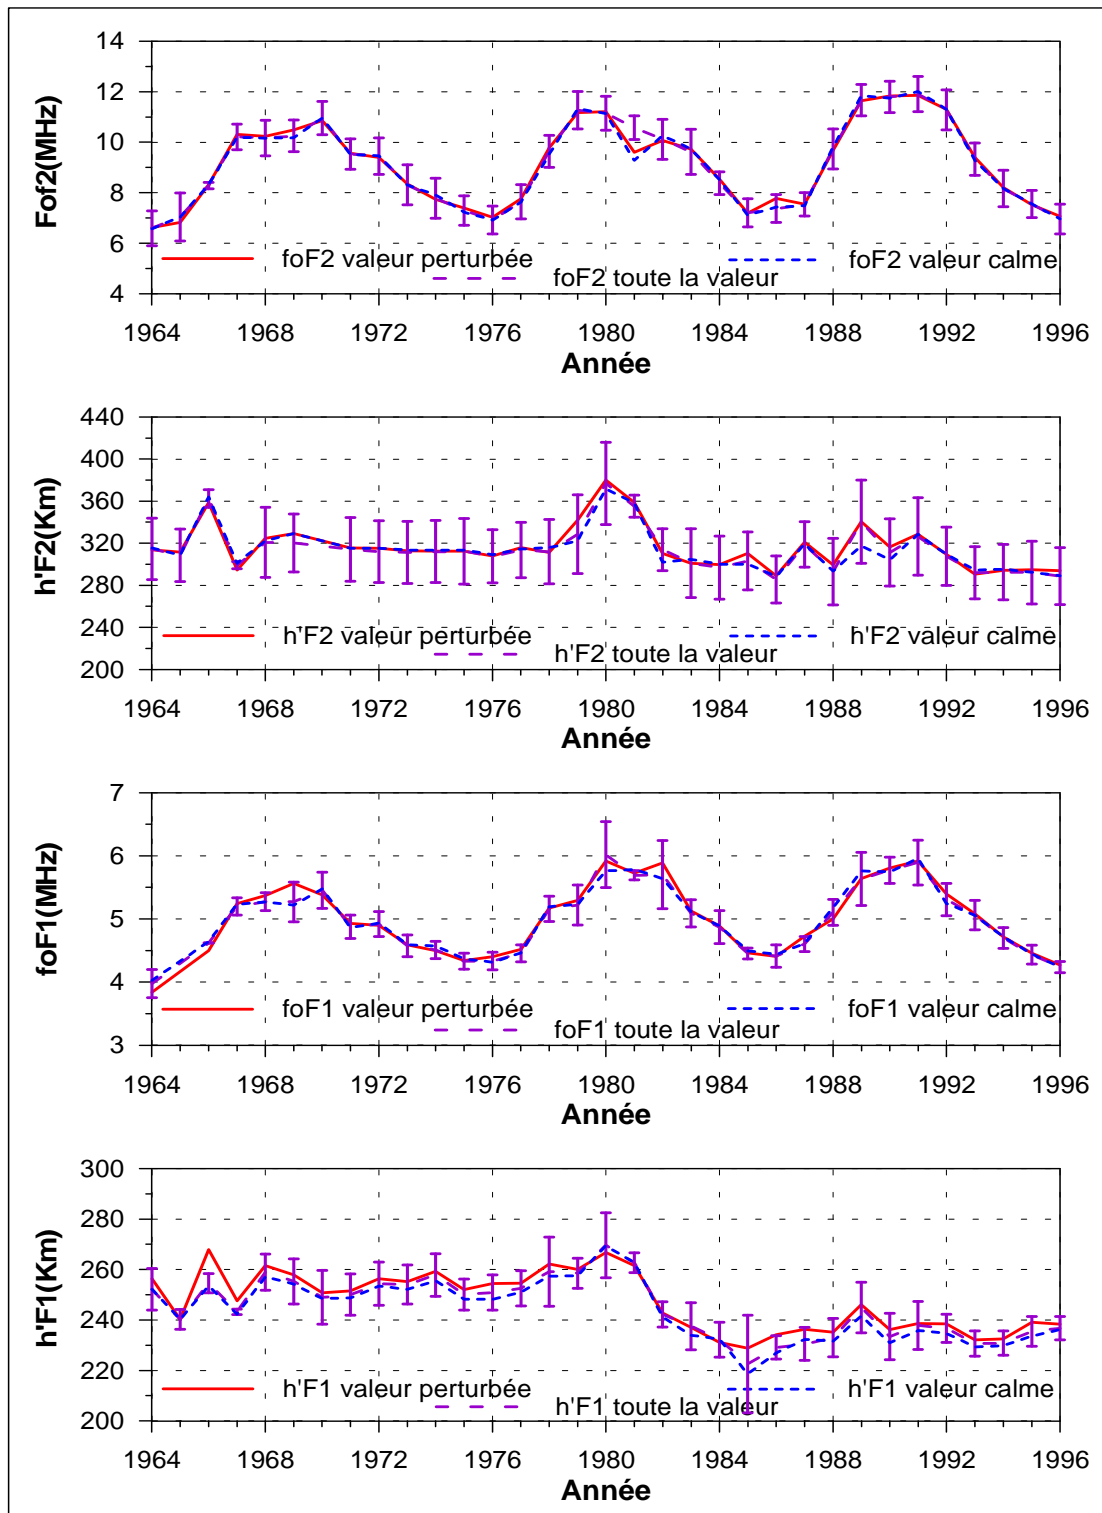 14
12
10
8
6
4
Fof2(MHz)
foF2 valeur perturbée
foF2 valeur calme
foF2 toute la valeur
1964 1968 1972 1976 1980 1984 1988 1992 1996
Année
440
400
360
320
280
240
200
h'F2(Km)
h'F2 valeur perturbée
h'F2 valeur calme
h'F2 toute la valeur
1964 1968 1972 1976 1980 1984 1988 1992 1996
Année
7
6
5
4
3
foF1(MHz)
foF1 valeur perturbée
foF1 valeur calme
foF1 toute la valeur
1964 1968 1972 1976 1980 1984 1988 1992 1996
Année
300
280
260
240
220
200
h'F1(Km)
h'F1 valeur perturbée
h'F1 valeur calme
h'F1 toute la valeur
1964 1968 1972 1976 1980 1984 1988 1992 1996
Année